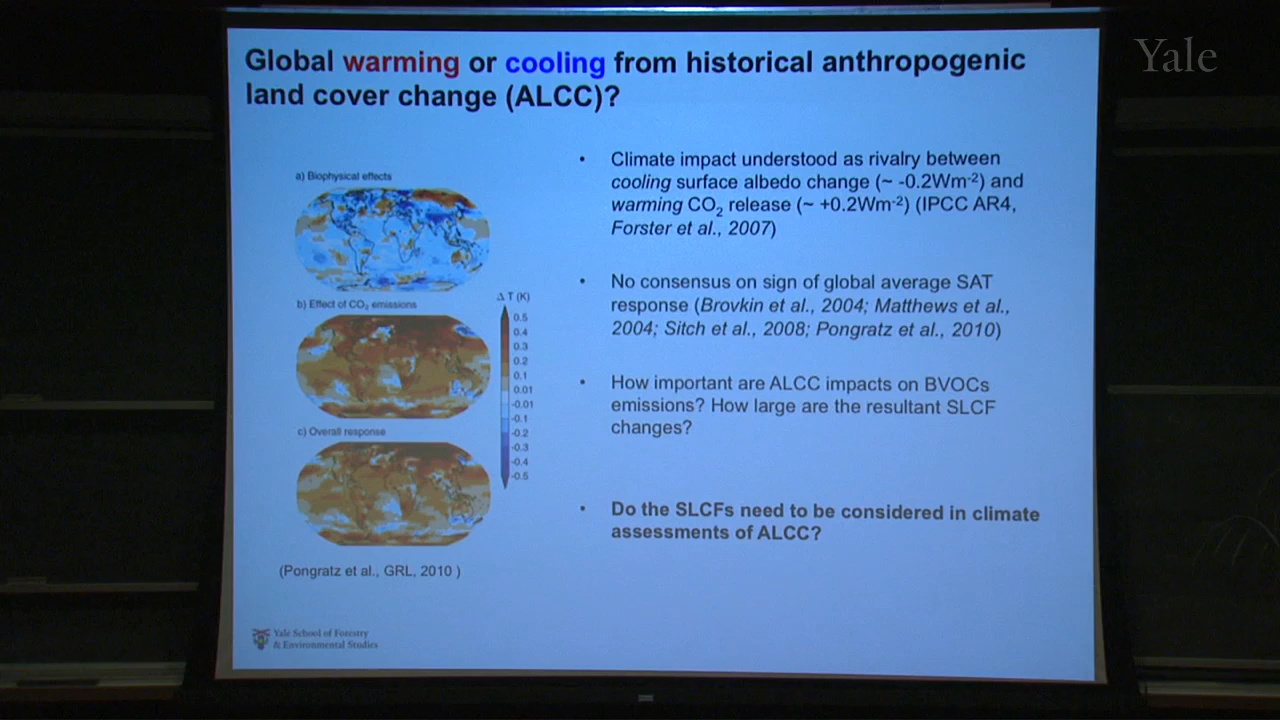 Yale
Global warming or cooling from historical anthropogenic
land cover change (ALCC)?
a) Biophysical effects
b) Effect of CO₂ emissions
c) Overall response
Δ T (K)
0.5
0.4
0.3
0.2
0.1
0.01
-0.01
-0.1
-0.2
-0.3
-0.4
-0.5
(Pongratz et al., GRL, 2010 )
• Climate impact understood as rivalry between
cooling surface albedo change (~ -0.2Wm⁻²) and
warming CO₂ release (~ +0.2Wm⁻²) (IPCC AR4,
Forster et al., 2007)
• No consensus on sign of global average SAT
response (Brovkin et al., 2004; Matthews et al.,
2004; Sitch et al., 2008; Pongratz et al., 2010)
• How important are ALCC impacts on BVOCs
emissions? How large are the resultant SLCF
changes?
• Do the SLCFs need to be considered in climate
assessments of ALCC?
Yale School of Forestry
& Environmental Studies